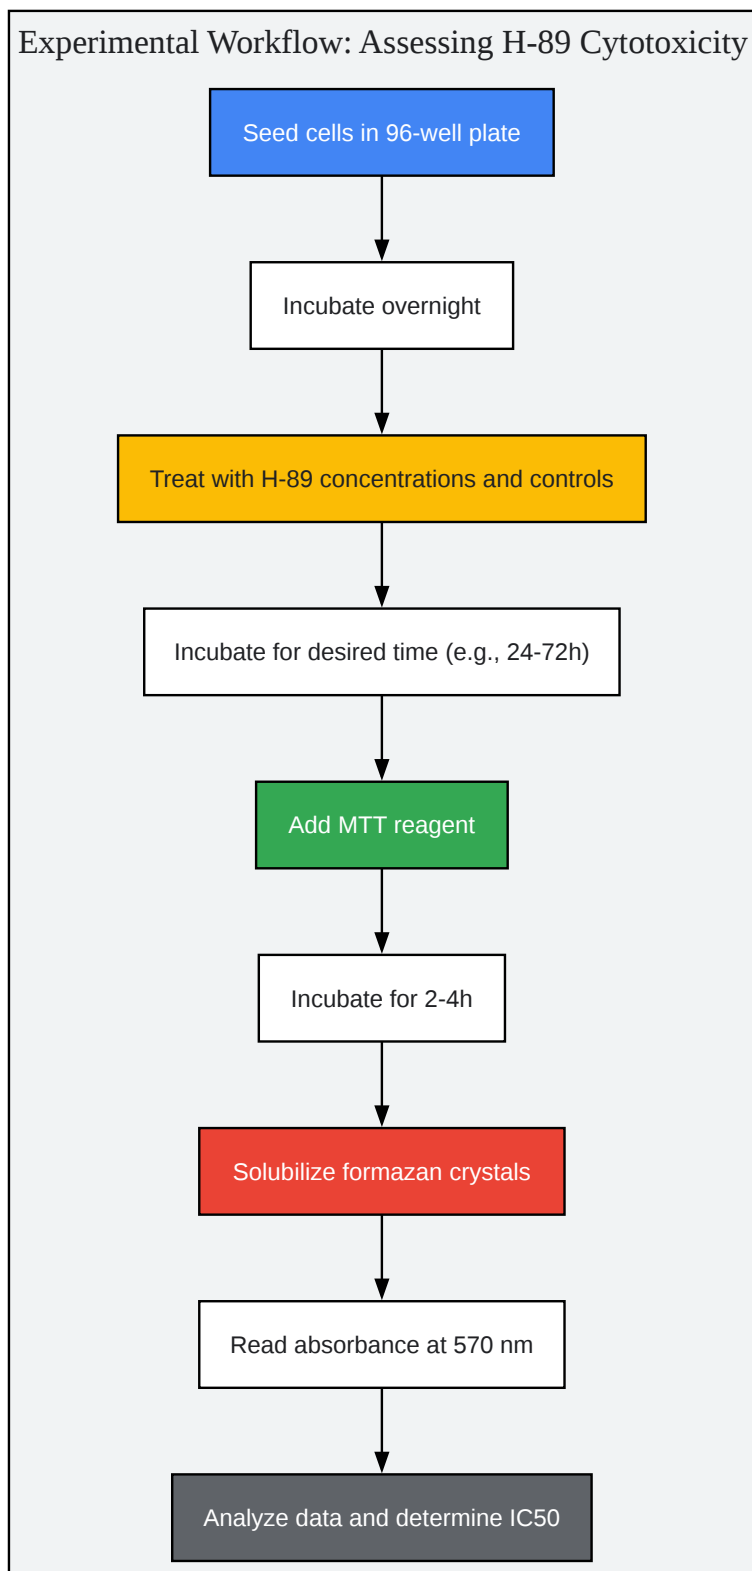 Experimental Workflow: Assessing H-89 Cytotoxicity
Seed cells in 96-well plate
Incubate overnight
Treat with H-89 concentrations and controls
Incubate for desired time (e.g., 24-72h)
Add MTT reagent
Incubate for 2-4h
Solubilize formazan crystals
Read absorbance at 570 nm
Analyze data and determine IC50